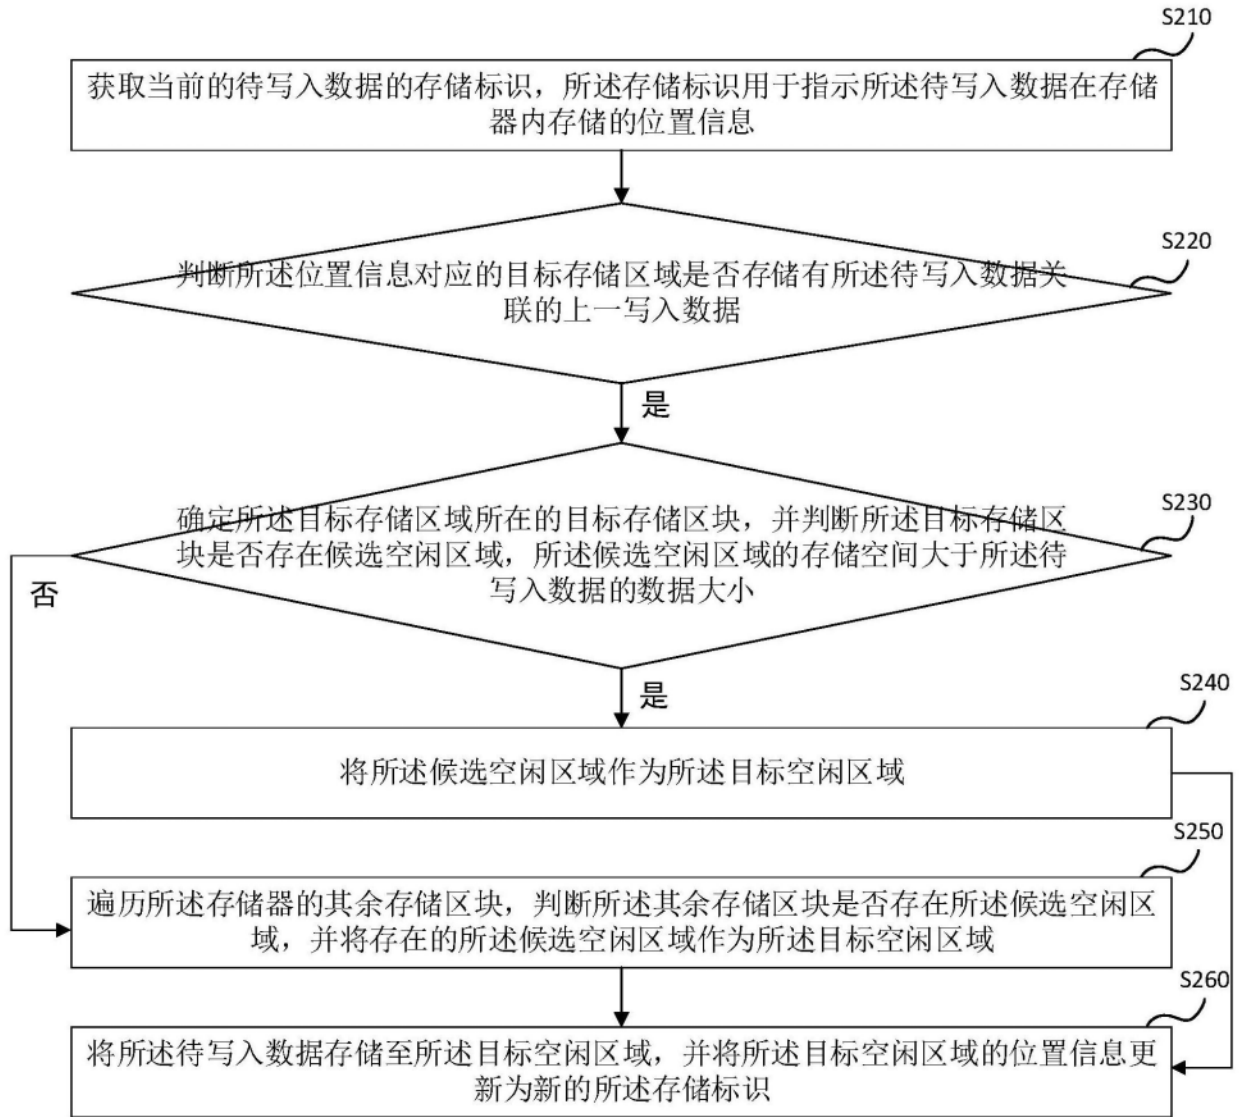 S210
获取当前的待写入数据的存储标识，所述存储标识用于指示所述待写入数据在存储
器内存储的位置信息
S220
判断所述位置信息对应的目标存储区域是否存储有所述待写入数据关
联的上一写入数据
是
S230
确定所述目标存储区域所在的目标存储区块，并判断所述目标存储区
块是否存在候选空闲区域，所述候选空闲区域的存储空间大于所述待
写入数据的数据大小
否
是
S240
将所述候选空闲区域作为所述目标空闲区域
S250
遍历所述存储器的其余存储区块，判断所述其余存储区块是否存在所述候选空闲区
域，并将存在的所述候选空闲区域作为所述目标空闲区域
S260
将所述待写入数据存储至所述目标空闲区域，并将所述目标空闲区域的位置信息更
新为新的所述存储标识